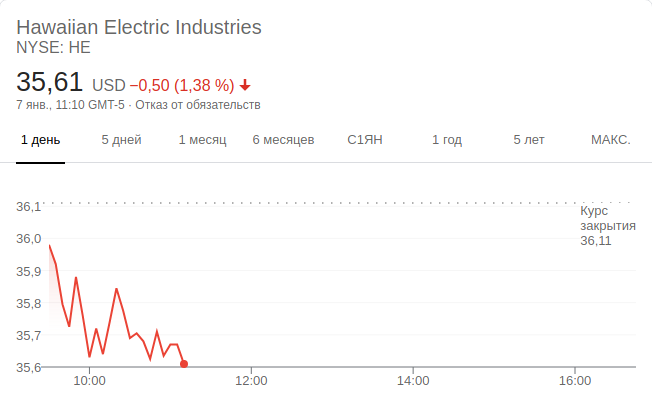 Hawaiian Electric Industries
NYSE: HE
35,61 USD −0,50 (1,38 %)
7 янв., 11:10 GMT-5 · Отказ от обязательств
1 день 5 дней 1 месяц 6 месяцев С1ЯН 1 год 5 лет МАКС.
36,1
Курс
закрытия
36,11
36,0
35,9
35,8
35,7
35,6
10:00 12:00 14:00 16:00